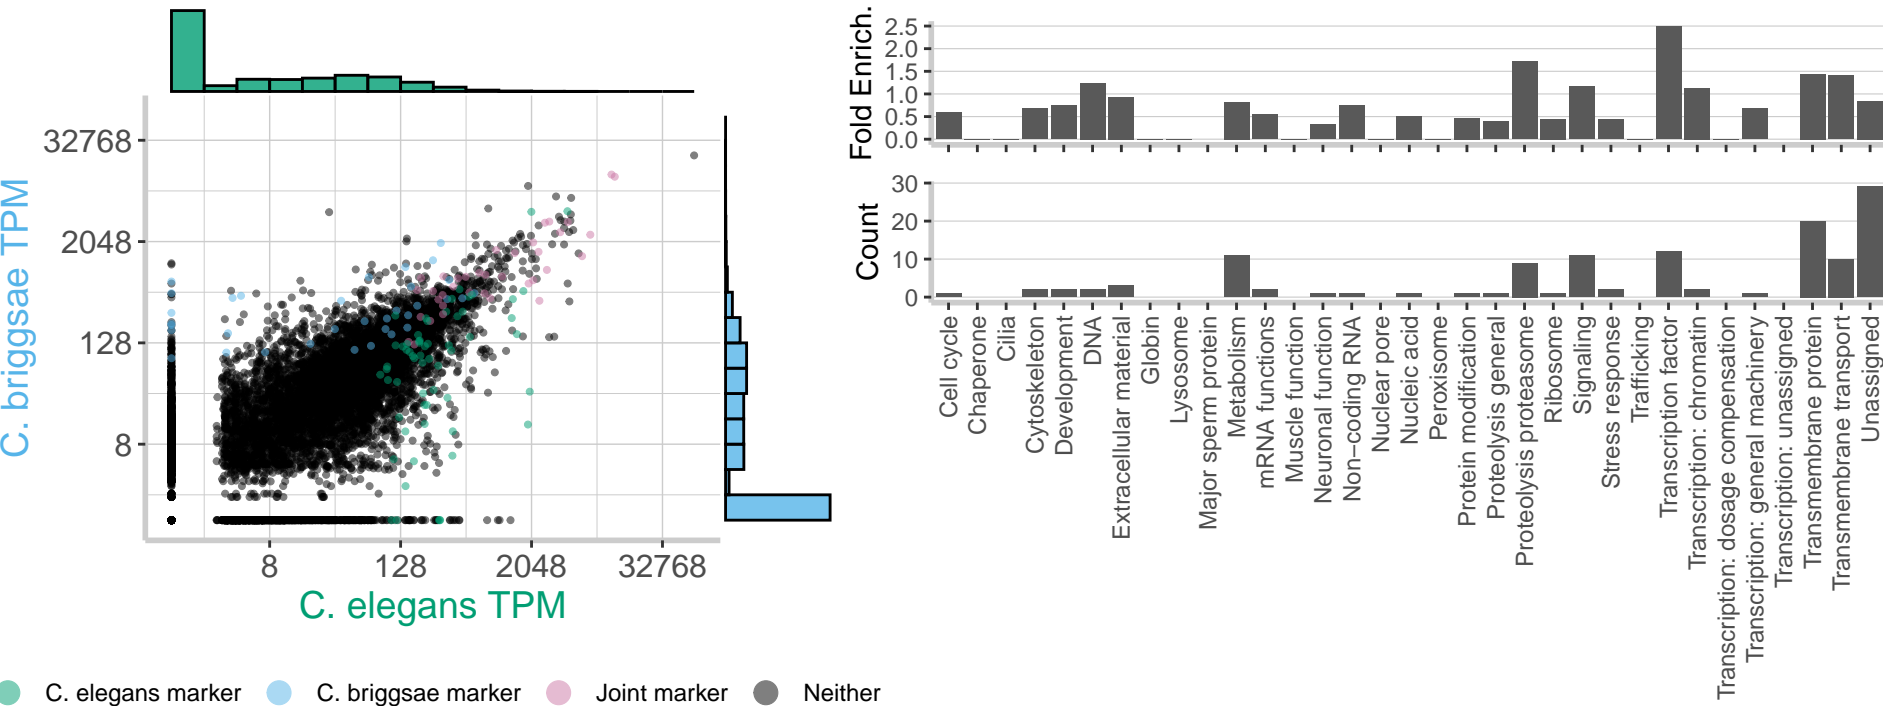 32768
2048
128
8
C. briggsae TPM
8
128
2048
32768
C. elegans TPM
C. elegans marker
C. briggsae marker
Joint marker
Neither
Fold Enrich.
2.5
2.0
1.5
1.0
0.5
0.0
Count
30
20
10
0
Cell cycle
Chaperone
Cilia
Cytoskeleton
Development
DNA
Extracellular material
Globin
Lysosome
Major sperm protein
Metabolism
mRNA functions
Muscle function
Neuronal function
Non−coding RNA
Nuclear pore
Nucleic acid
Peroxisome
Protein modification
Proteolysis general
Proteolysis proteasome
Ribosome
Signaling
Stress response
Trafficking
Transcription factor
Transcription: chromatin
Transcription: dosage compensation
Transcription: general machinery
Transcription: unassigned
Transmembrane protein
Transmembrane transport
Unassigned